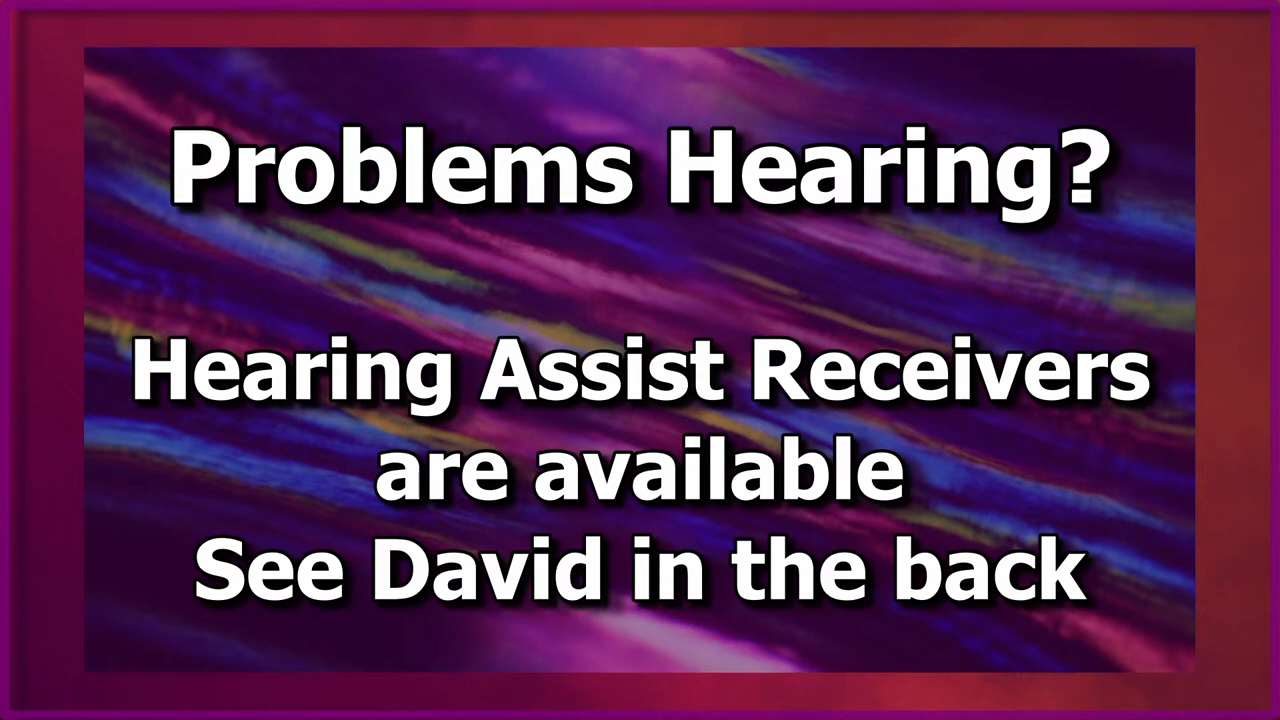 Problems Hearing?
Hearing Assist Receivers
are available
See David in the back